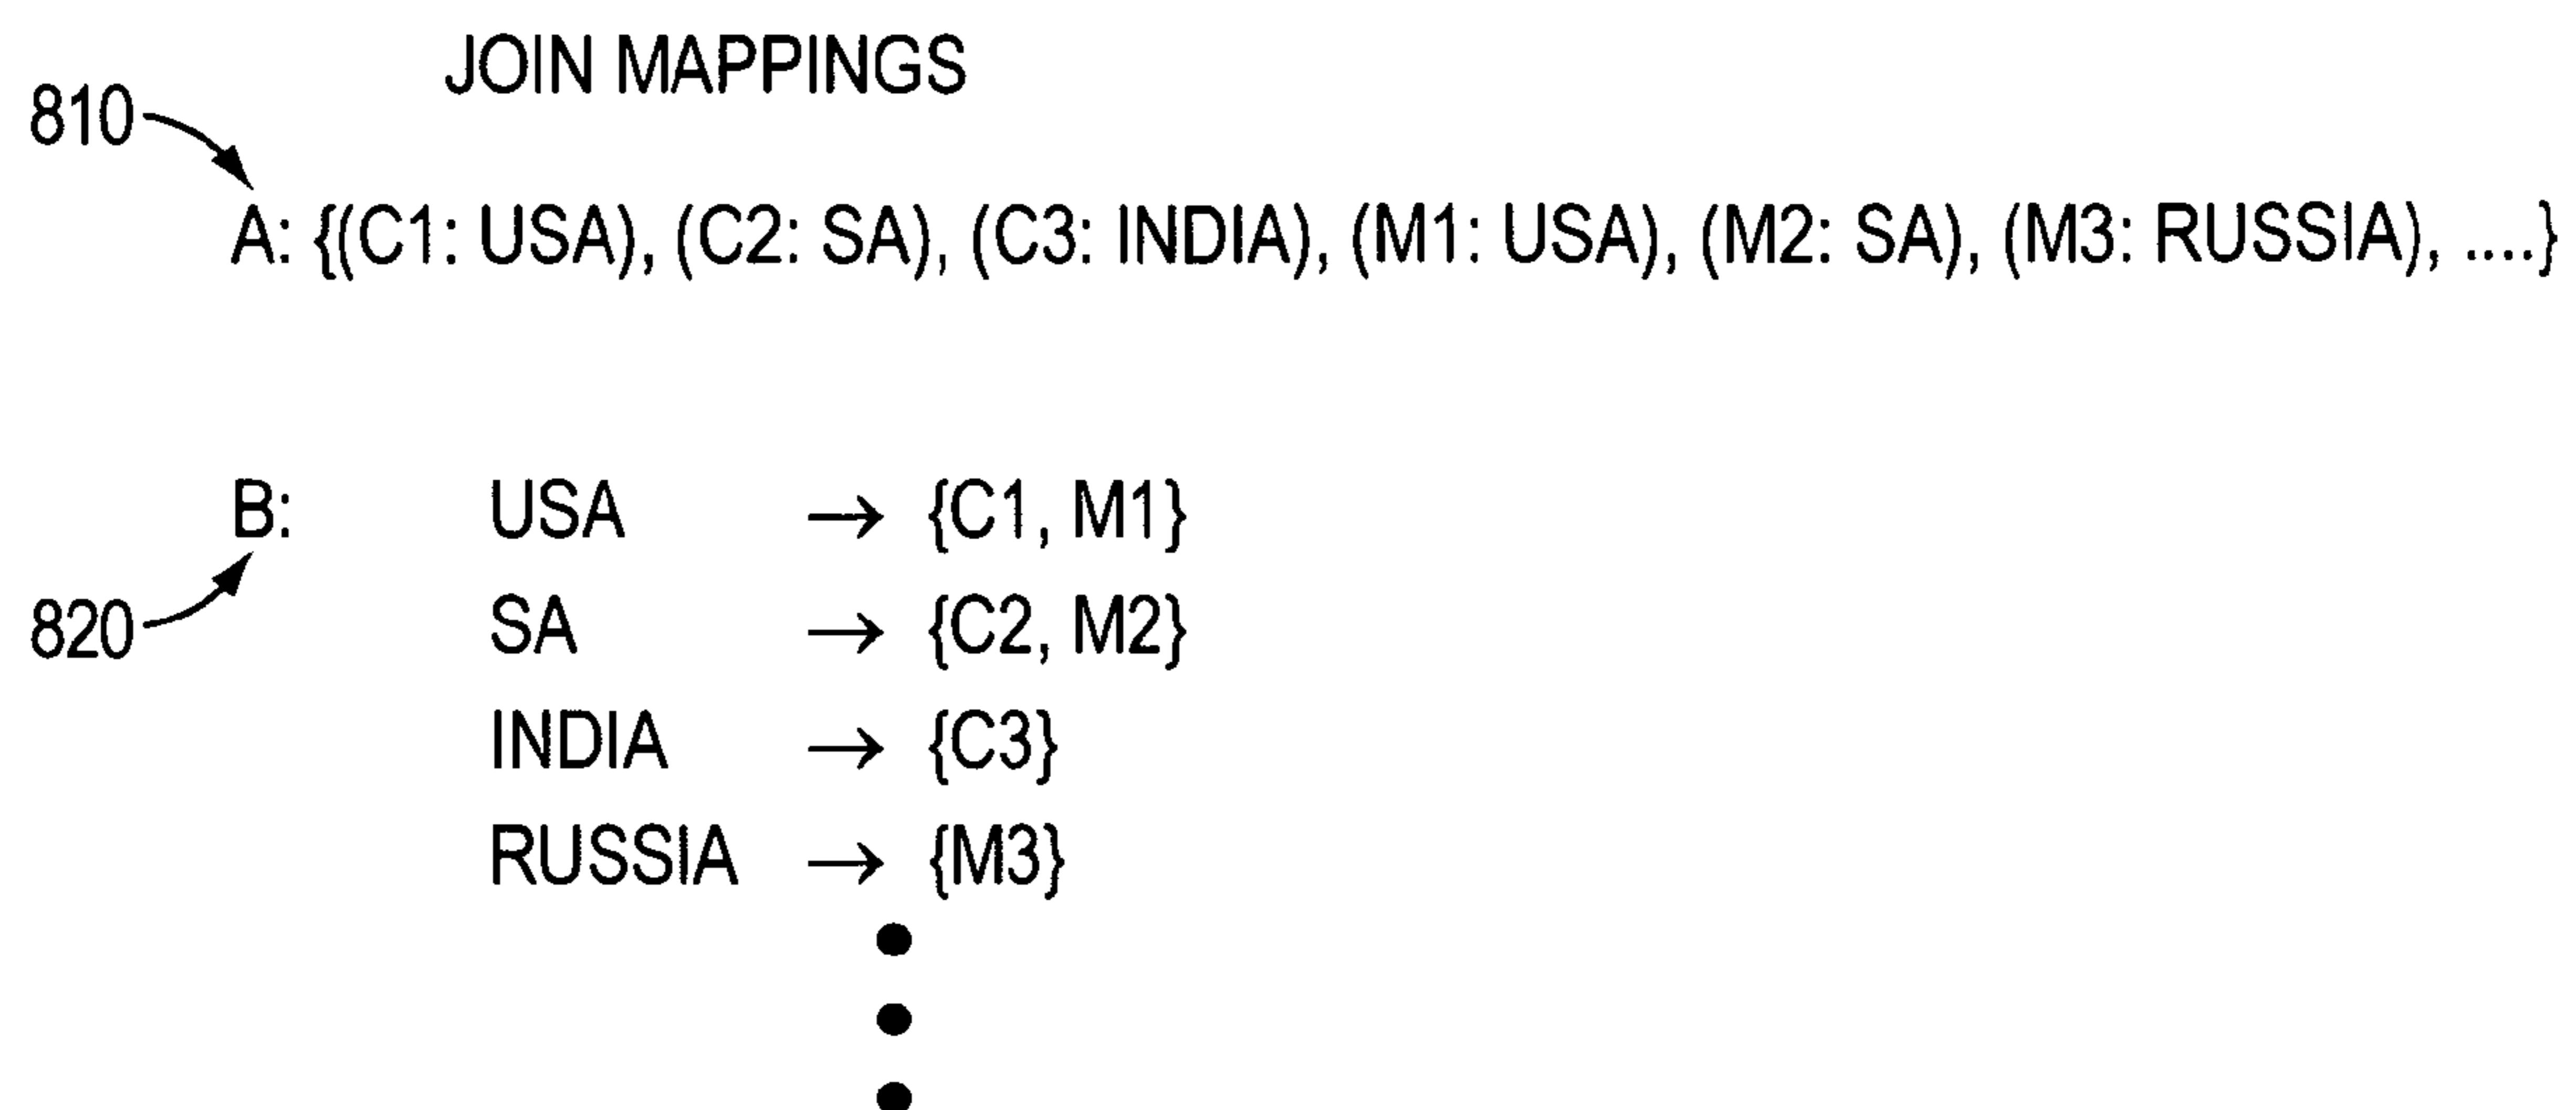 JOIN MAPPINGS
810
A: {(C1: USA), (C2: SA), (C3: INDIA), (M1: USA), (M2: SA), (M3: RUSSIA), ....}
B: USA → {C1, M1}
820 SA → {C2, M2}
INDIA → {C3}
RUSSIA → {M3}